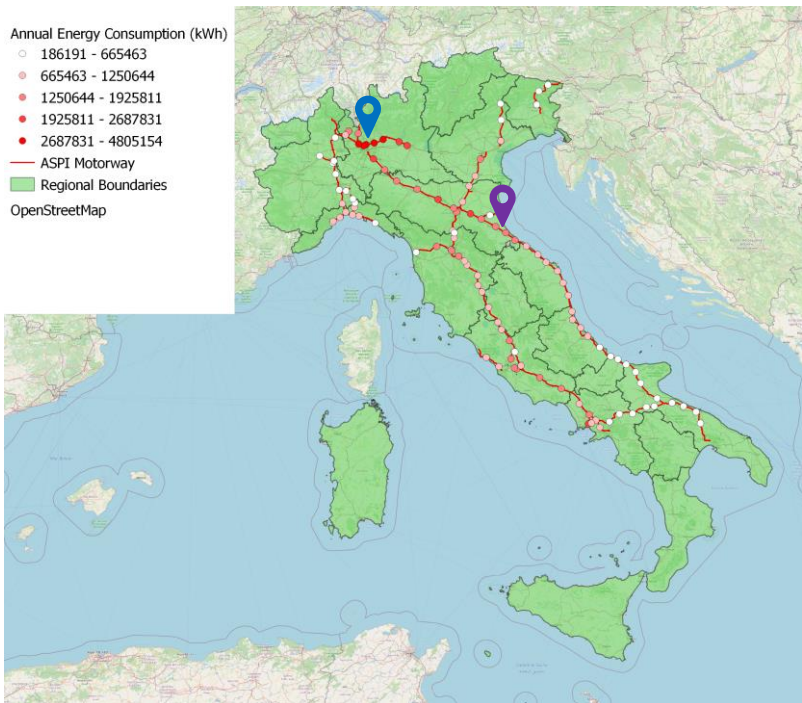 Annual Energy Consumption (kWh)
186191 - 665463
665463 - 1250644
1250644 - 1925811
1925811 - 2687831
2687831 - 4805154
ASPI Motorway
Regional Boundaries
OpenStreetMap